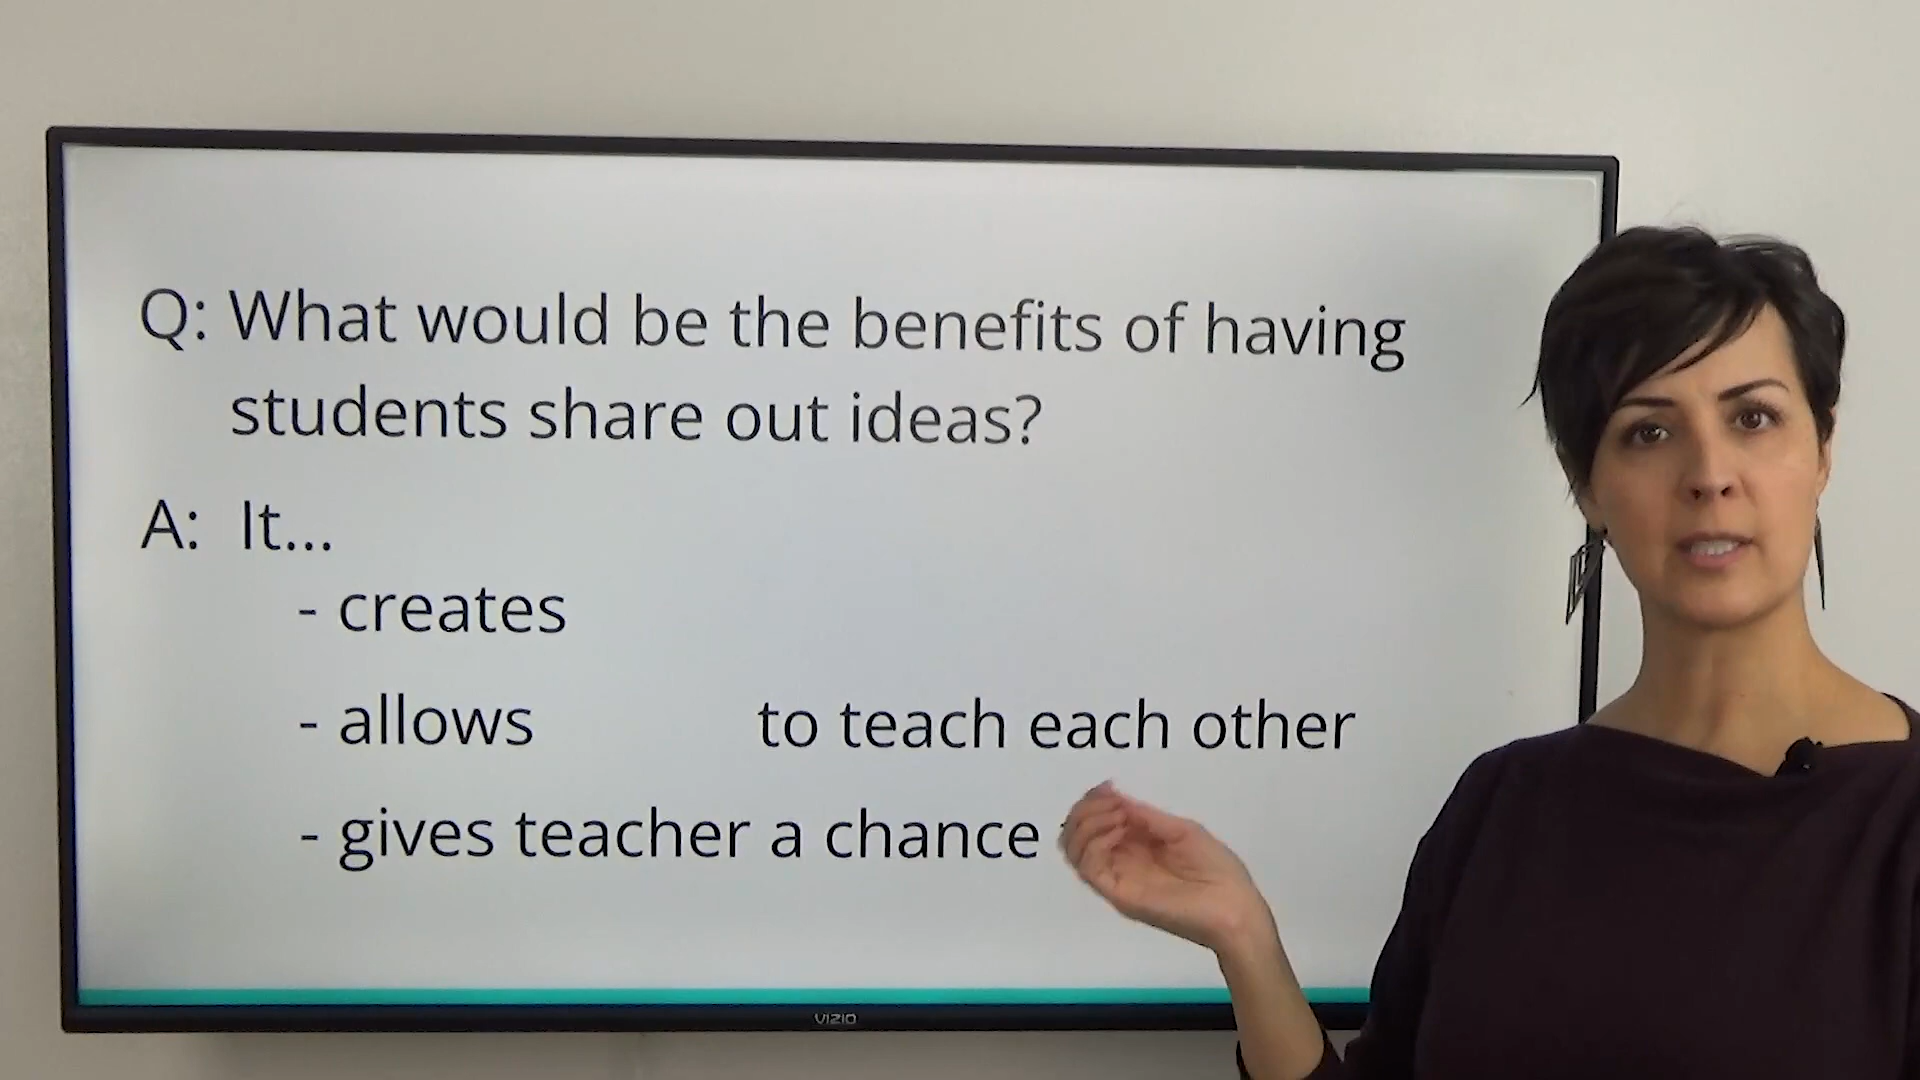 Q: What would be the benefits of having
students share out ideas?
A: It...
- creates
- allows to teach each other
- gives teacher a chance
VIZIO